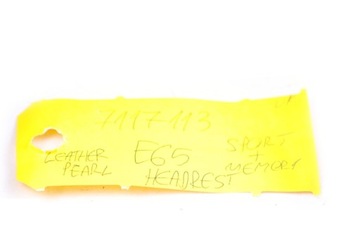 7117113
LEATHER PEARL
E65 HEADREST
SPORT + MEMORY